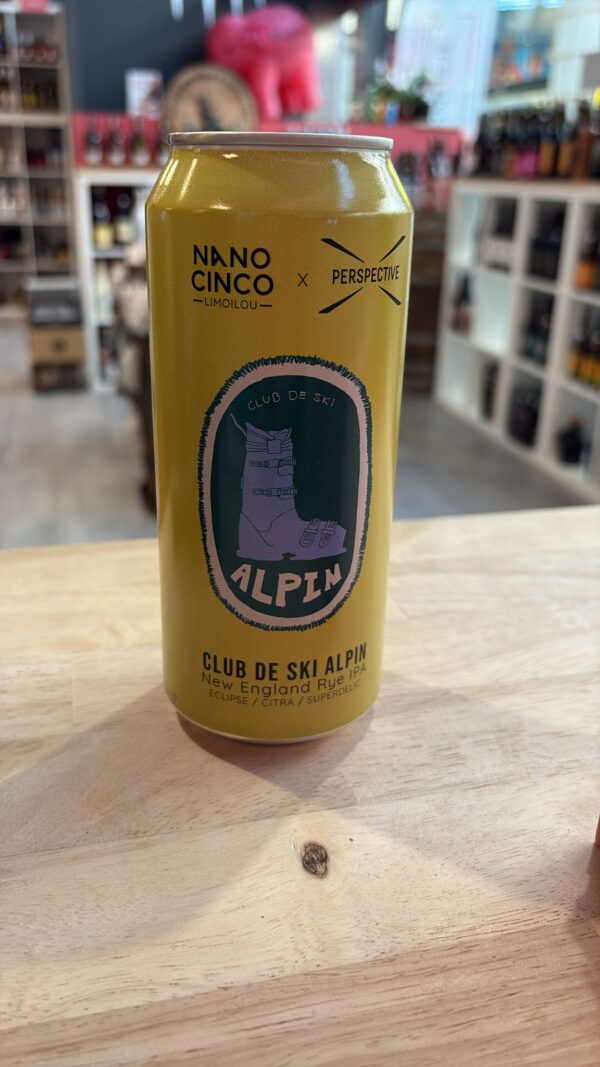 NANO
CINCO
LIMOILOU
X
PERSPECTIVE
CLUB DE SKI
ALPIN
CLUB DE SKI ALPIN
New England Rye IPA
ECLIPSE / CITRA / SUPERDELIC